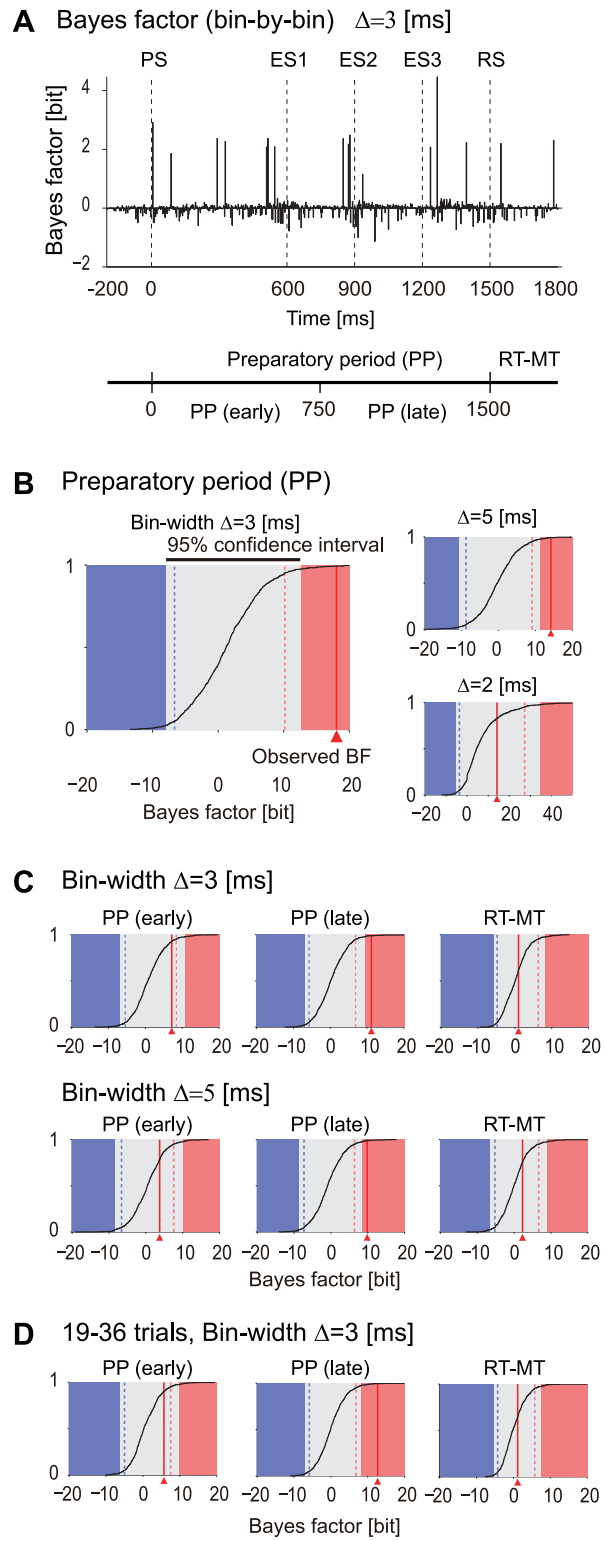 A Bayes factor (bin-by-bin) Δ=3 [ms]
PS ES1 ES2 ES3 RS
Bayes factor [bit]
4
2
0
−2
-200 0 600 900 1200 1500 1800
Time [ms]
Preparatory period (PP) RT-MT
0 PP (early) 750 PP (late) 1500
B Preparatory period (PP)
Bin-width Δ=3 [ms]
95% confidence interval
1
0
Observed BF
−20 −10 0 10 20
Bayes factor [bit]
Δ=5 [ms]
1
0
−20 −10 0 10 20
Δ=2 [ms]
1
0
−20 0 20 40
C Bin-width Δ=3 [ms]
PP (early) PP (late) RT-MT
1
0
−20 −10 0 10 20 −20 −10 0 10 20 −20 −10 0 10 20
Bin-width Δ=5 [ms]
PP (early) PP (late) RT-MT
1
0
−20 −10 0 10 20 −20 −10 0 10 20 −20 −10 0 10 20
Bayes factor [bit]
D 19-36 trials, Bin-width Δ=3 [ms]
PP (early) PP (late) RT-MT
1
0
−20 −10 0 10 20 −20 −10 0 10 20 −20 −10 0 10 20
Bayes factor [bit]